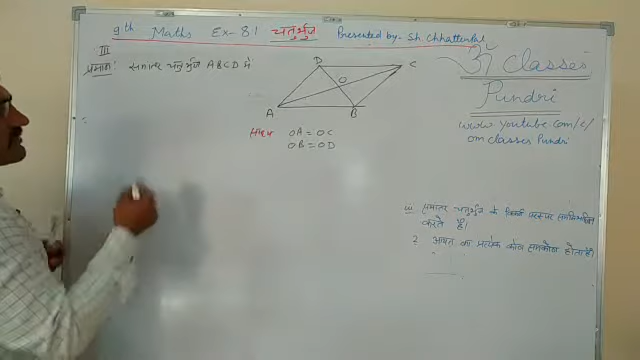 9th Maths Ex-8.1 चतुर्भुज Presented by- Sh. Chhattarpal
III
प्रमाण: समान्तर चतुर्भुज ABCD में
D
C
O
A
B
साध्य OA = OC
OB = OD
ॐ Classes
Pundri
www.youtube.com/c/
om classes Pundri
(ii) समान्तर चतुर्भुज के विकर्ण परस्पर समद्विभाजित
करते हैं।
2 आयत का प्रत्येक कोण समकोण होता है।